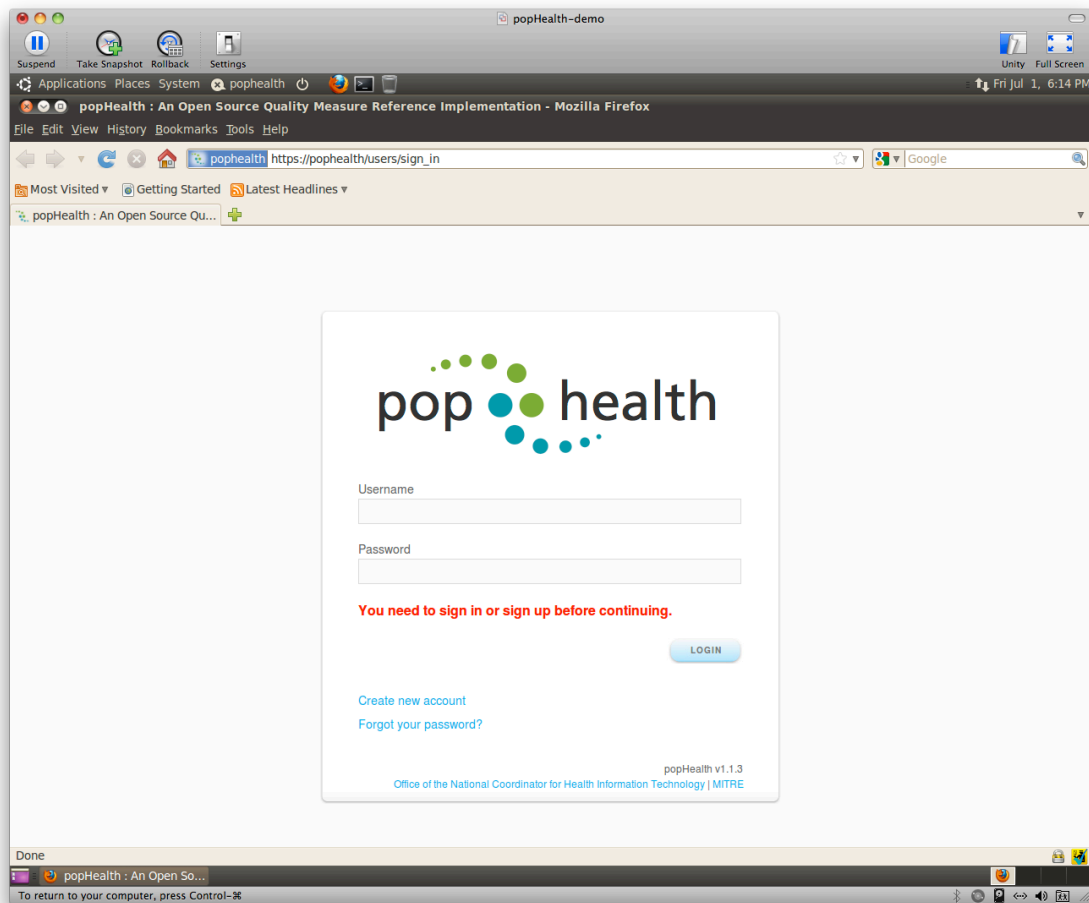 popHealth-demo
Suspend Take Snapshot Rollback Settings Unity Full Screen
Applications Places System pophealth Fri Jul 1, 6:14 PM
popHealth : An Open Source Quality Measure Reference Implementation - Mozilla Firefox
File Edit View History Bookmarks Tools Help
pophealth https://pophealth/users/sign_in Google
Most Visited Getting Started Latest Headlines
popHealth : An Open Source Qu...
pop health
Username
Password
You need to sign in or sign up before continuing.
LOGIN
Create new account
Forgot your password?
popHealth v1.1.3
Office of the National Coordinator for Health Information Technology | MITRE
Done
popHealth : An Open So...
To return to your computer, press Control-⌘